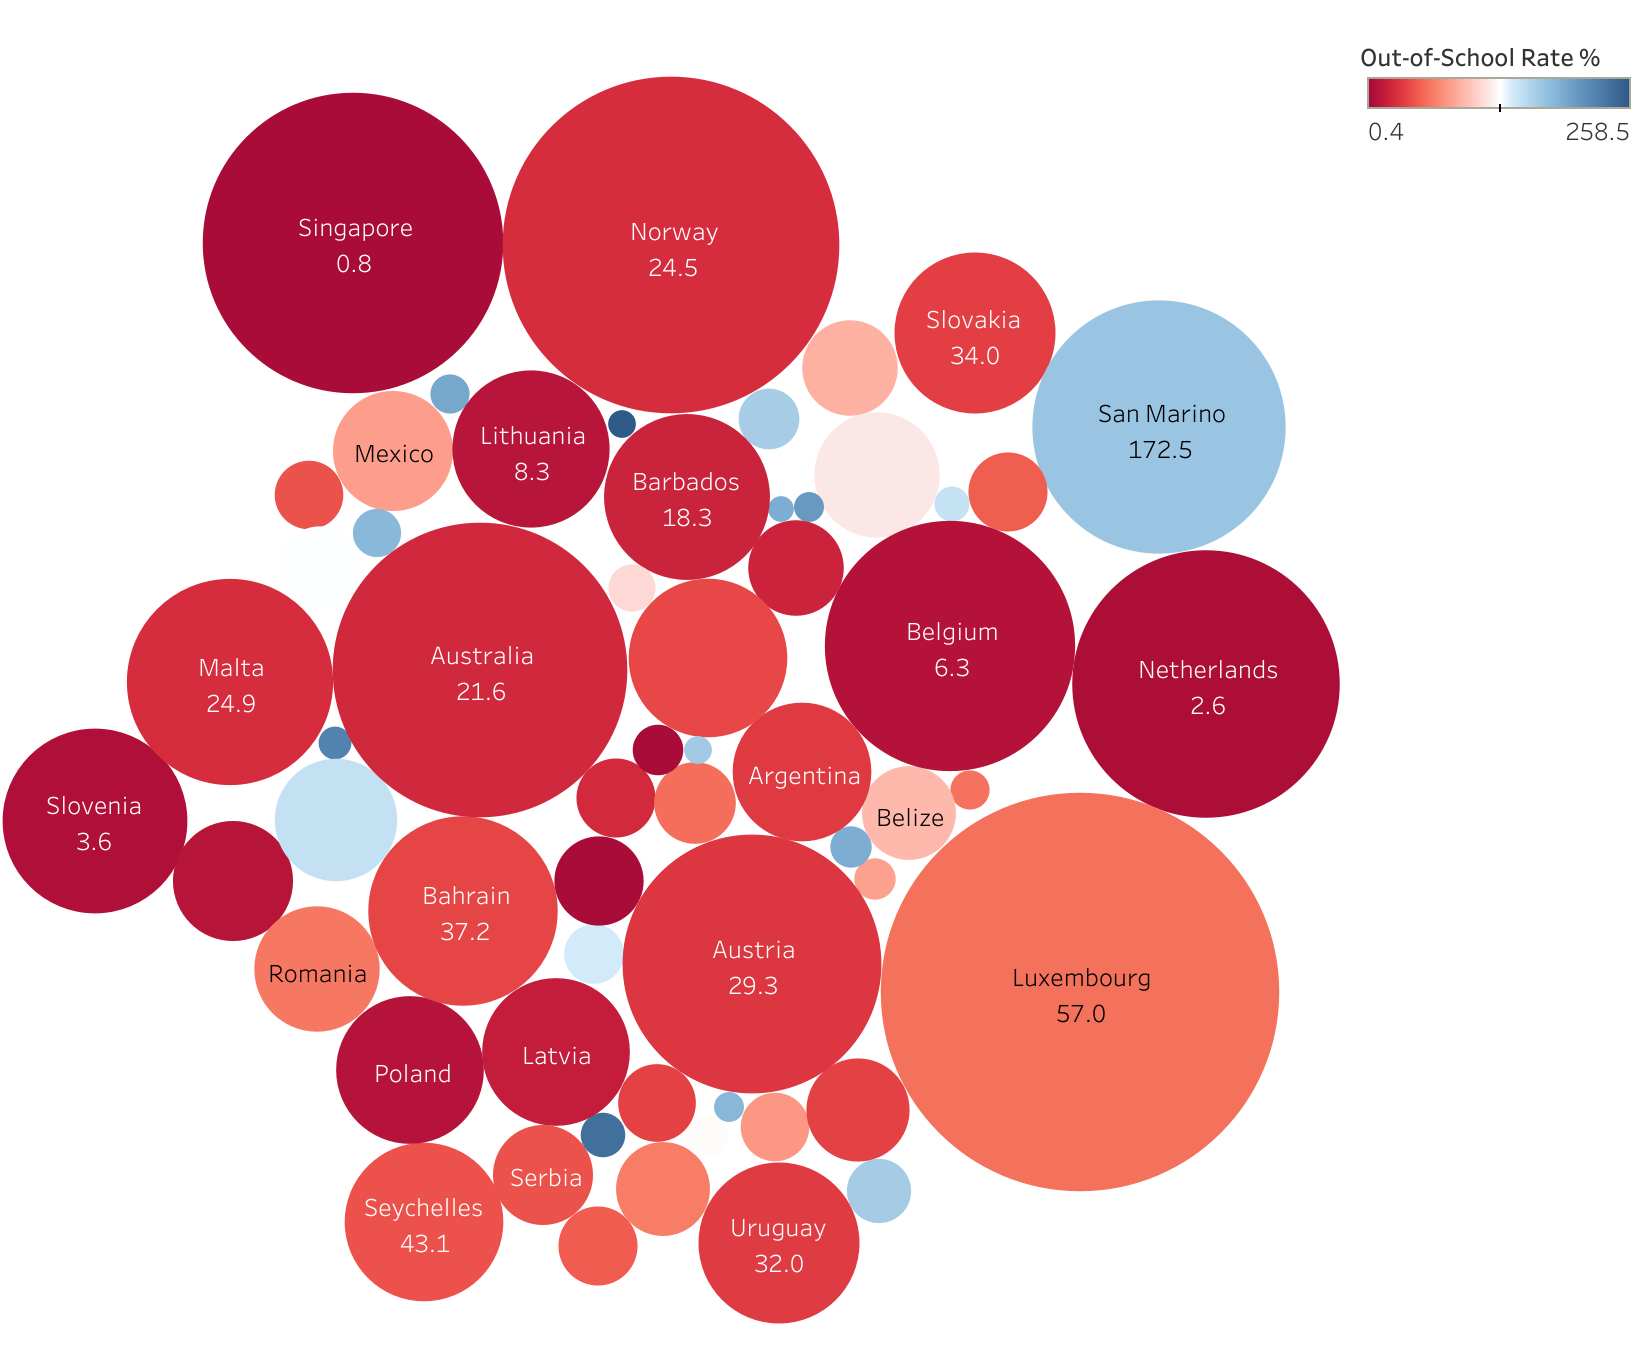 Out-of-School Rate %
0.4
258.5
Singapore
0.8
Norway
24.5
Slovakia
34.0
San Marino
172.5
Mexico
Lithuania
8.3
Barbados
18.3
Malta
24.9
Australia
21.6
Belgium
6.3
Netherlands
2.6
Slovenia
3.6
Argentina
Belize
Bahrain
37.2
Austria
29.3
Luxembourg
57.0
Romania
Poland
Latvia
Serbia
Seychelles
43.1
Uruguay
32.0